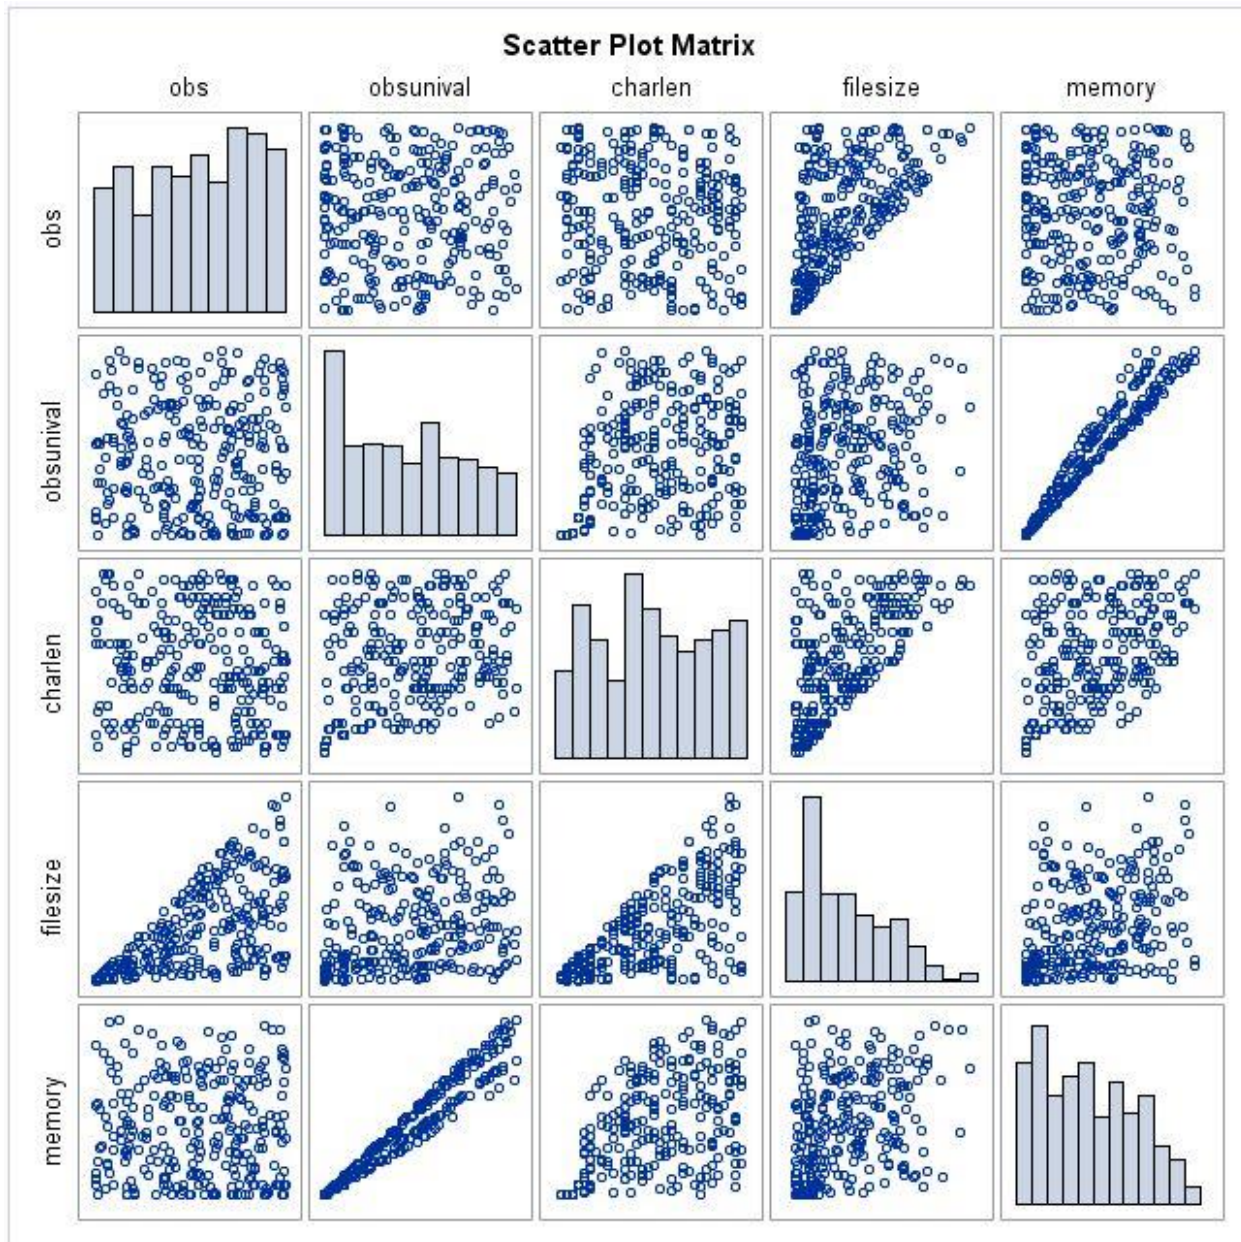 Scatter Plot Matrix
obs obsunival charlen filesize memory
obs
obsunival
charlen
filesize
memory